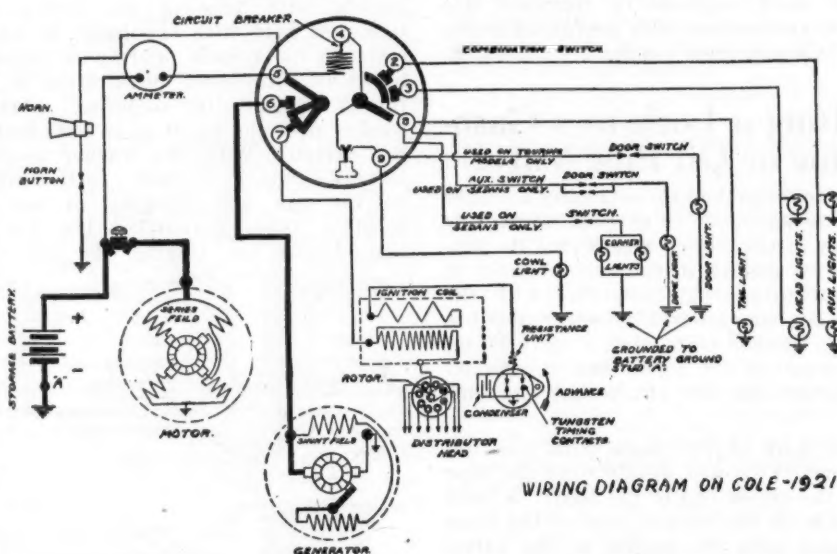 CIRCUIT BREAKER
COMBINATION SWITCH
4
2
3
5
6
7
8
9
AMMETER.
HORN.
HORN
BUTTON.
USED ON TOURING
MODELS ONLY.
DOOR SWITCH
AUX. SWITCH
USED ON SEDANS ONLY.
DOOR SWITCH
USED ON
SEDANS ONLY.
SWITCH.
CORNER
LIGHTS
COWL
LIGHT
DOME LIGHT.
DOOR LIGHT.
TAIL LIGHT
HEAD LIGHTS.
AUX. LIGHTS.
GROUNDED TO
BATTERY GROUND
STUD "A".
STORAGE BATTERY.
+
-
"A"
SERIES
FEILD
MOTOR.
IGNITION COIL
RESISTANCE
UNIT
ROTOR.
CONDENSER
ADVANCE
TUNGSTEN
TIMING
CONTACTS.
DISTRIBUTOR
HEAD
SHUNT FIELD
GENERATOR
WIRING DIAGRAM ON COLE-1921